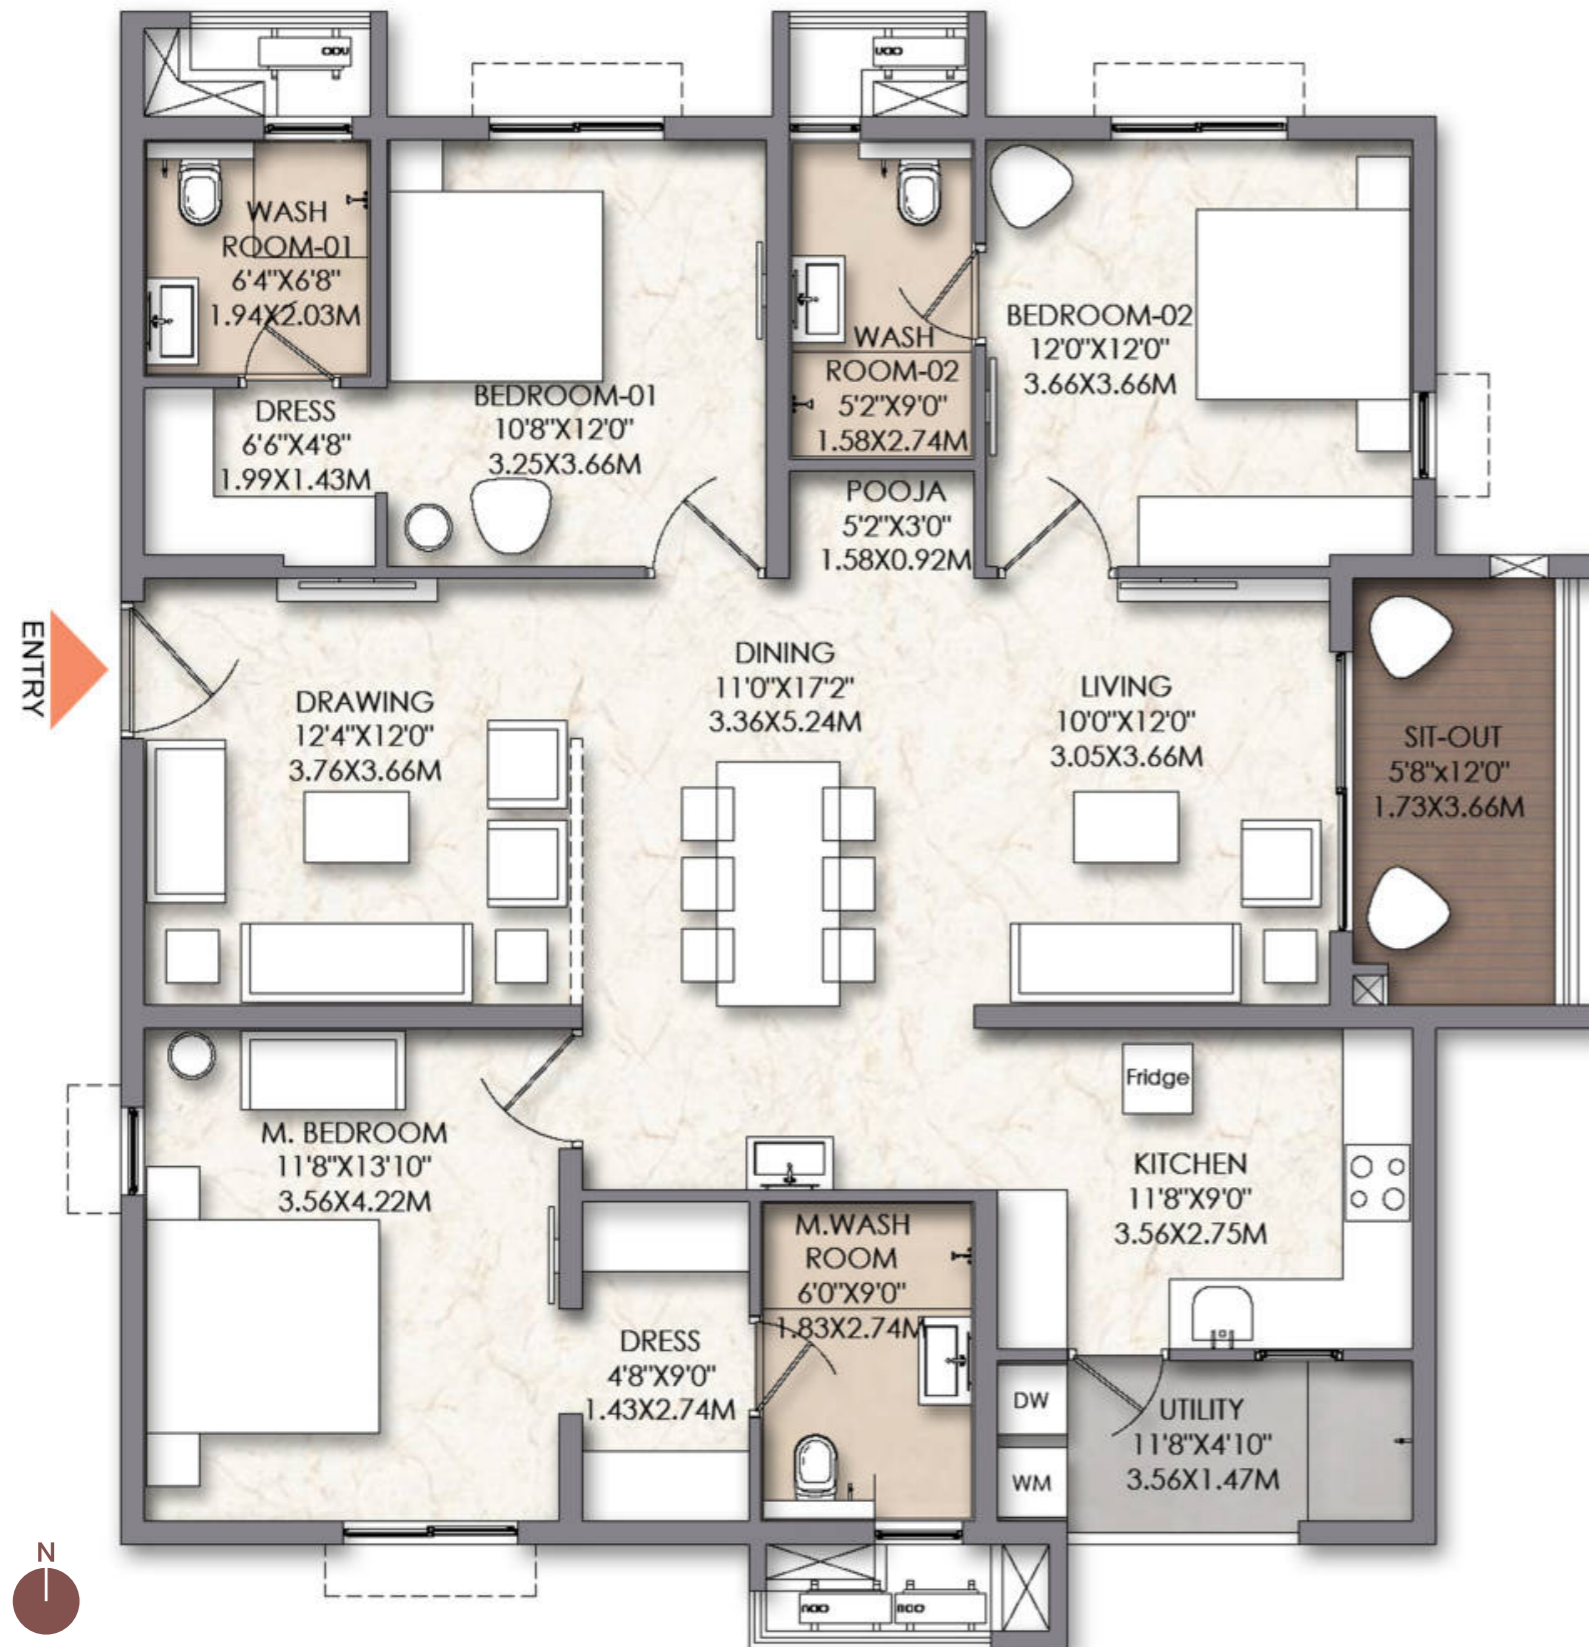 ODU
ODU
WASH
ROOM-01
6'4"X6'8"
1.94X2.03M
BEDROOM-01
10'8"X12'0"
3.25X3.66M
DRESS
6'6"X4'8"
1.99X1.43M
WASH
ROOM-02
5'2"X9'0"
1.58X2.74M
BEDROOM-02
12'0"X12'0"
3.66X3.66M
POOJA
5'2"X3'0"
1.58X0.92M
ENTRY
DRAWING
12'4"X12'0"
3.76X3.66M
DINING
11'0"X17'2"
3.36X5.24M
LIVING
10'0"X12'0"
3.05X3.66M
SIT-OUT
5'8"x12'0"
1.73X3.66M
Fridge
M. BEDROOM
11'8"X13'10"
3.56X4.22M
KITCHEN
11'8"X9'0"
3.56X2.75M
M.WASH
ROOM
6'0"X9'0"
1.83X2.74M
DRESS
4'8"X9'0"
1.43X2.74M
DW
WM
UTILITY
11'8"X4'10"
3.56X1.47M
N
ODU
ODU